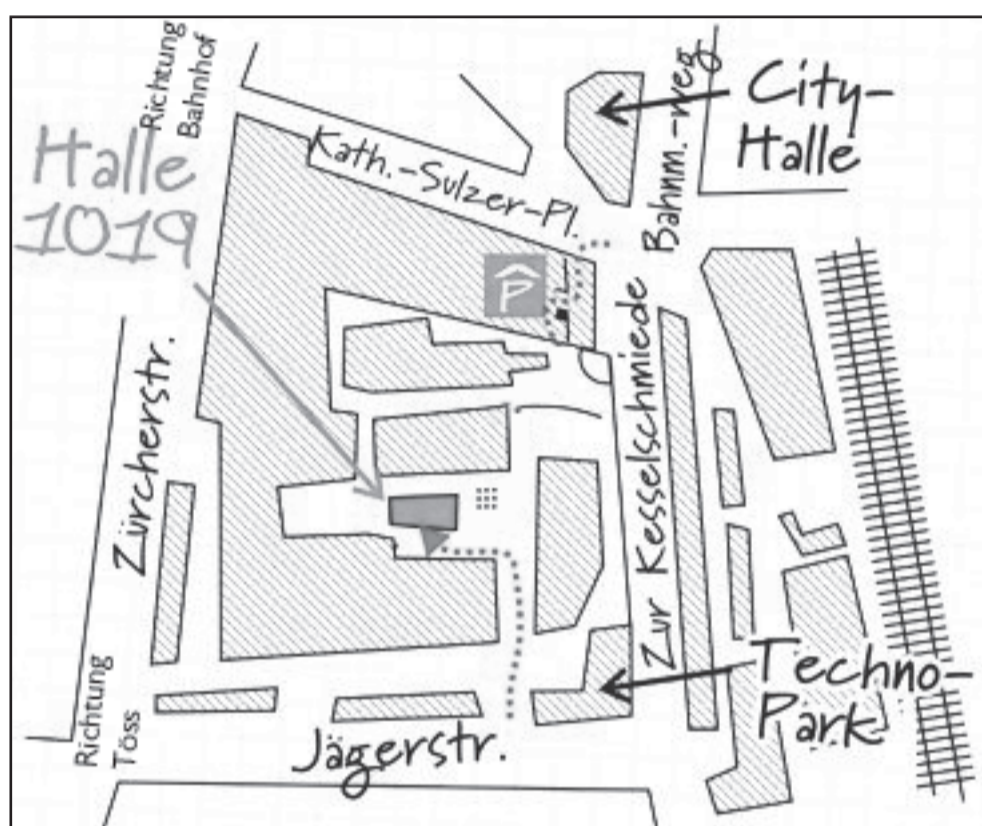 Richtung
Bahnhof
Halle
1019
Kath.-Sulzer-Pl.
Bahnm.-weg
City-
Halle
P
Zürcherstr.
Zur Kesselschmiede
Richtung
Töss
Jägerstr.
Techno-
Park